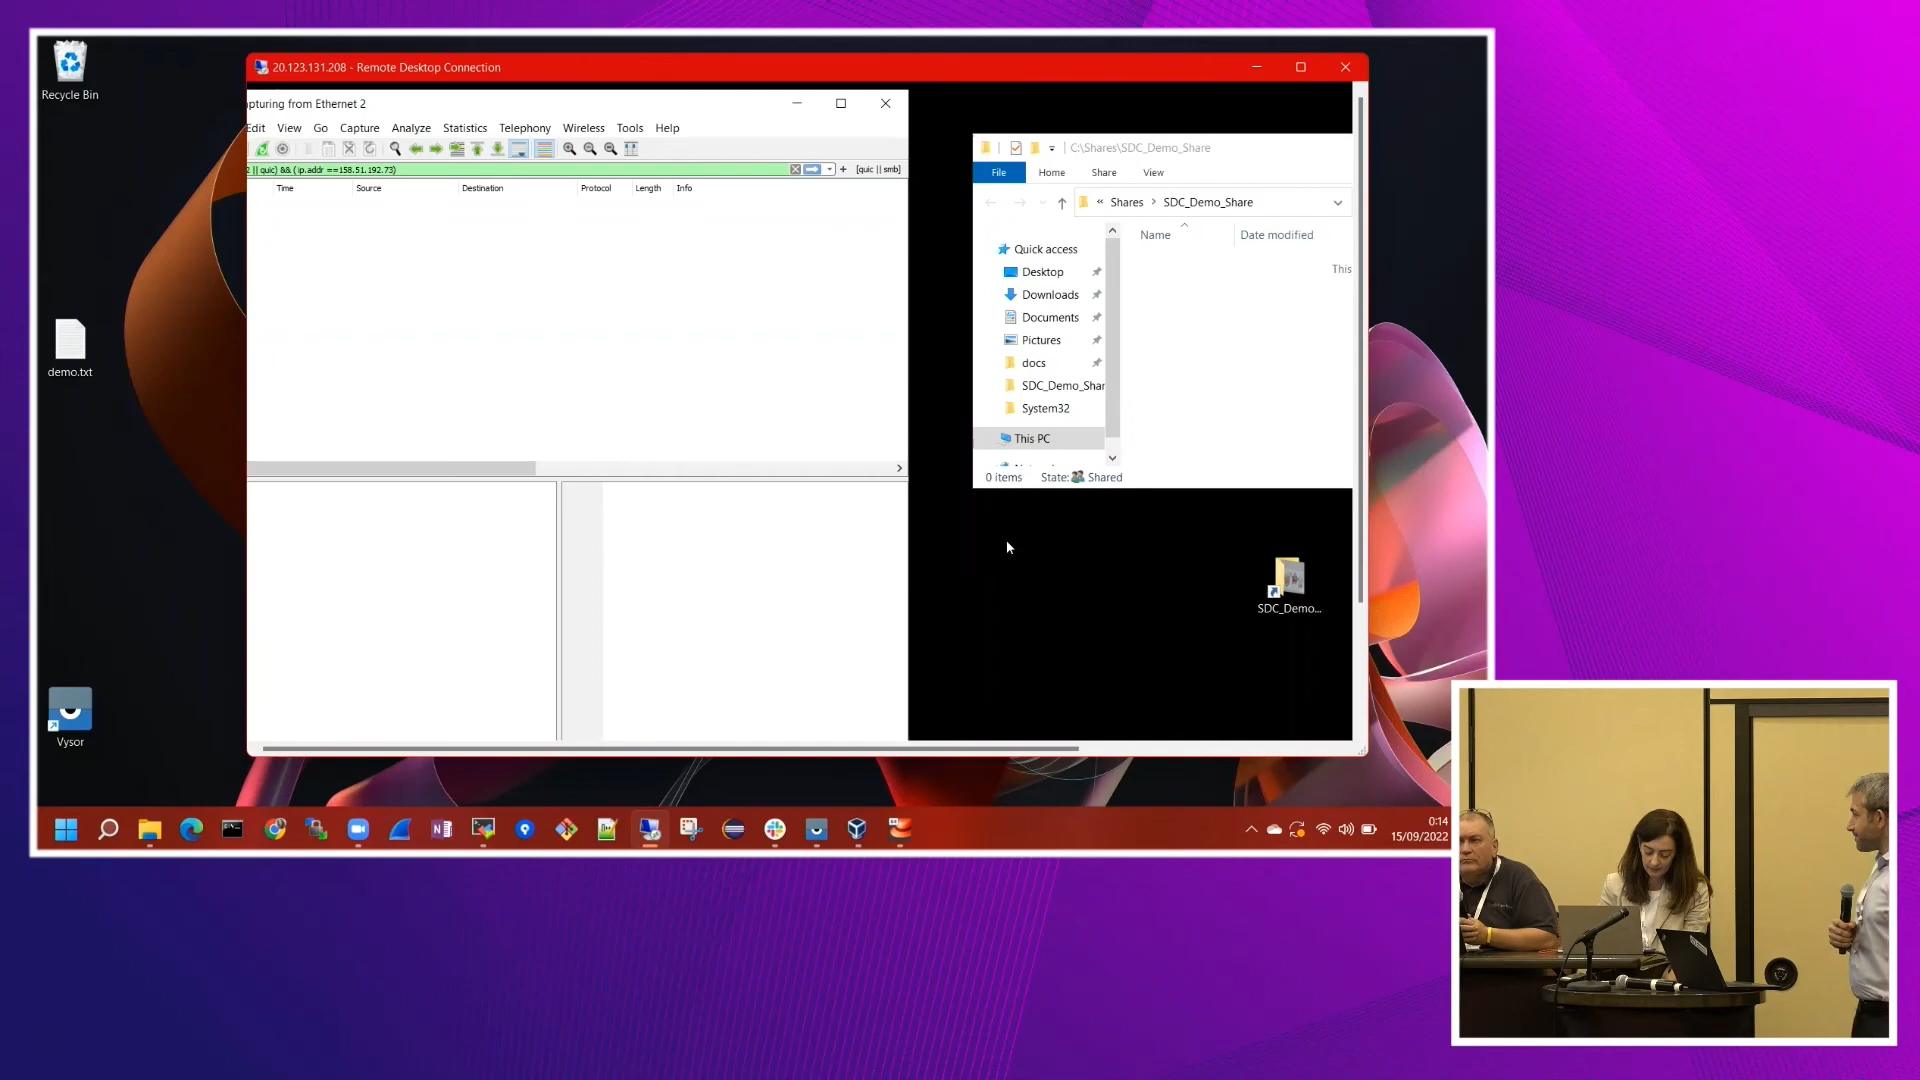 Recycle Bin
20.123.131.208 - Remote Desktop Connection
pturing from Ethernet 2
Edit View Go Capture Analyze Statistics Telephony Wireless Tools Help
2 || quic) && ( ip.addr ==158.51.192.73)
+ [quic || smb]
Time Source Destination Protocol Length Info
C:\Shares\SDC_Demo_Share
File Home Share View
« Shares > SDC_Demo_Share
Name Date modified
This
Quick access
Desktop
Downloads
Documents
Pictures
docs
SDC_Demo_Shar
System32
This PC
0 items State: Shared
demo.txt
SDC_Demo...
Vysor
0:14
15/09/2022